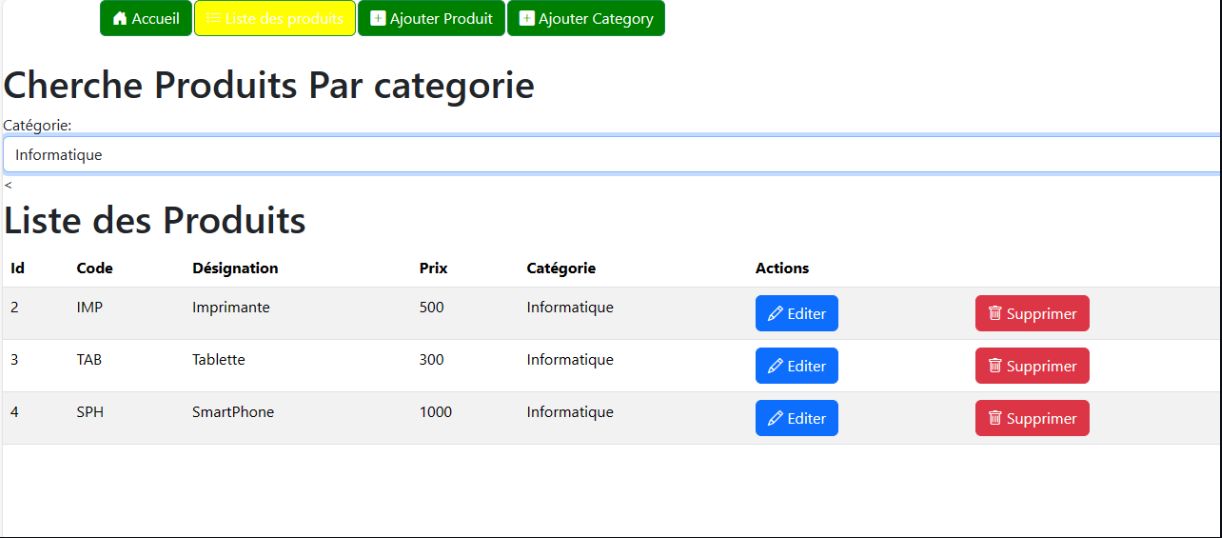 Accueil Liste des produits Ajouter Produit Ajouter Category
Cherche Produits Par categorie
Catégorie:
Informatique
<
Liste des Produits
Id Code Désignation Prix Catégorie Actions
2 IMP Imprimante 500 Informatique Editer Supprimer
3 TAB Tablette 300 Informatique Editer Supprimer
4 SPH SmartPhone 1000 Informatique Editer Supprimer